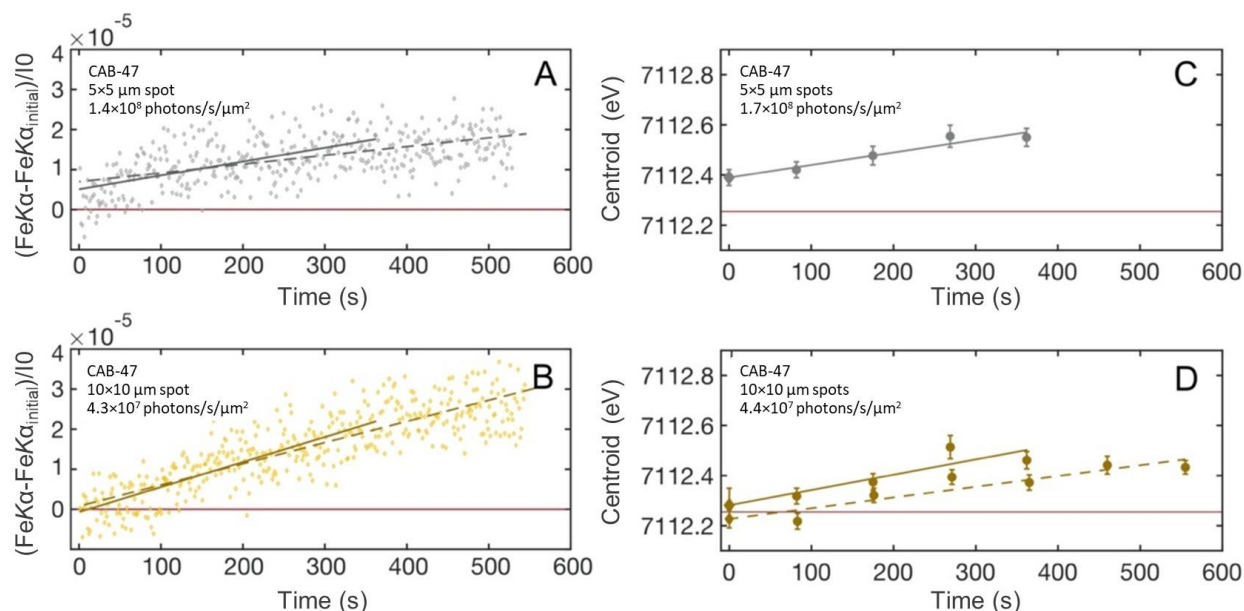 ×10⁻⁵
(FeKα-FeKα_initial)/I0
4
3
2
1
0
CAB-47
5×5 μm spot
1.4×10⁸ photons/s/μm²
A
0 100 200 300 400 500 600
Time (s)
Centroid (eV)
7112.8
7112.6
7112.4
7112.2
CAB-47
5×5 μm spots
1.7×10⁸ photons/s/μm²
C
0 100 200 300 400 500 600
Time (s)
×10⁻⁵
(FeKα-FeKα_initial)/I0
4
3
2
1
0
CAB-47
10×10 μm spot
4.3×10⁷ photons/s/μm²
B
0 100 200 300 400 500 600
Time (s)
Centroid (eV)
7112.8
7112.6
7112.4
7112.2
CAB-47
10×10 μm spots
4.4×10⁷ photons/s/μm²
D
0 100 200 300 400 500 600
Time (s)